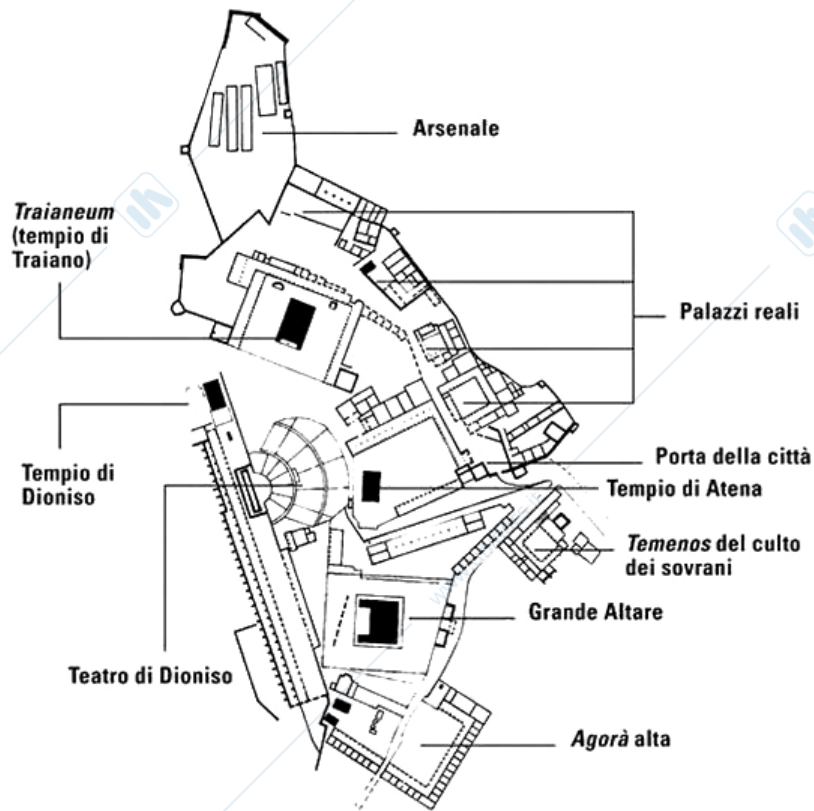 Arsenale
Traianeum
(tempio di
Traiano)
Palazzi reali
Tempio di
Dioniso
Porta della città
Tempio di Atena
Temenos del culto
dei sovrani
Grande Altare
Teatro di Dioniso
Agorà alta